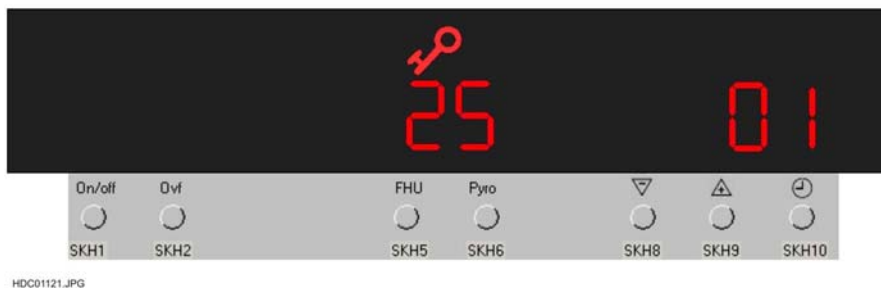 25 01
On/off Ovf FHU Pyro
SKH1 SKH2 SKH5 SKH6 SKH8 SKH9 SKH10
HDC01121.JPG